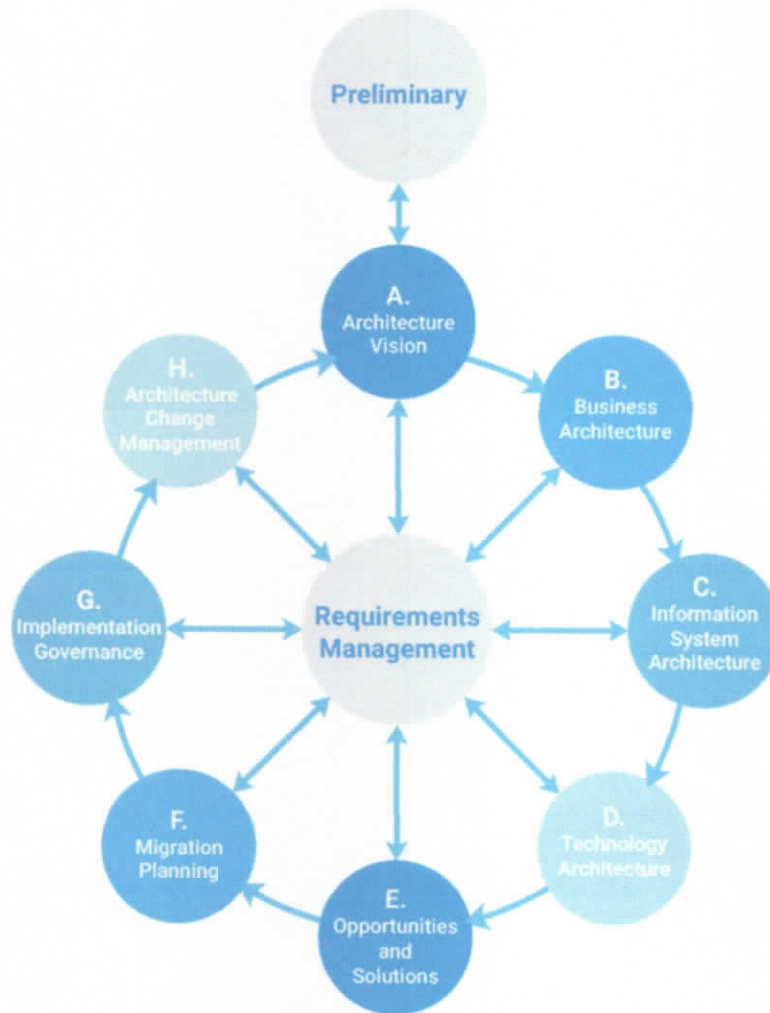 Preliminary
A.
Architecture
Vision
B.
Business
Architecture
C.
Information
System
Architecture
D.
Technology
Architecture
E.
Opportunities
and
Solutions
F.
Migration
Planning
G.
Implementation
Governance
H.
Architecture
Change
Management
Requirements
Management